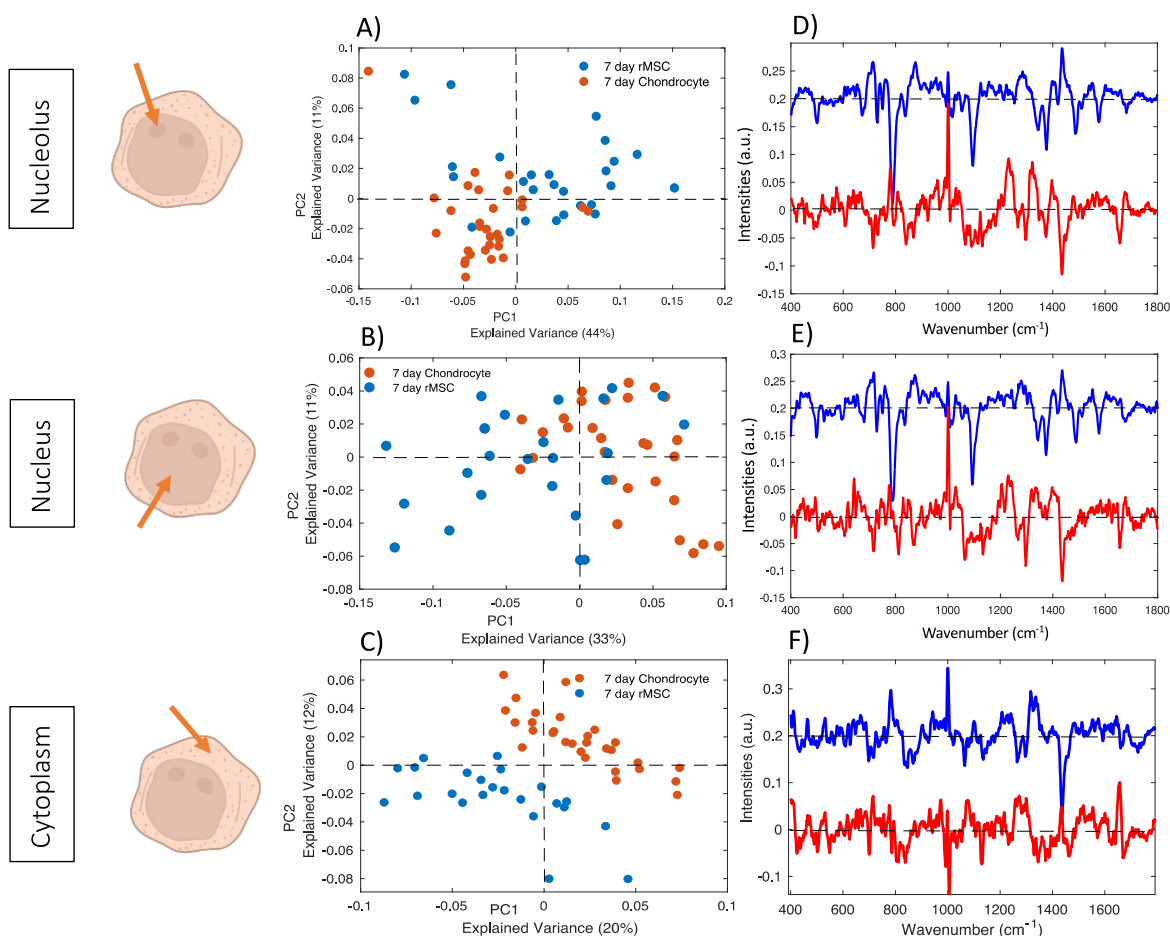 Nucleolus
A)
0.1
0.08
0.06
0.04
0.02
0
-0.02
-0.04
-0.06
-0.15
-0.1
-0.05
0
0.05
0.1
0.15
0.2
PC2
Explained Variance (11%)
PC1
Explained Variance (44%)
7 day rMSC
7 day Chondrocyte
D)
0.25
0.2
0.15
0.1
0.05
0
-0.05
-0.1
-0.15
400
600
800
1000
1200
1400
1600
1800
Intensities (a.u.)
Wavenumber (cm-1)
Nucleus
B)
0.06
0.04
0.02
0
-0.02
-0.04
-0.06
-0.08
-0.15
-0.1
-0.05
0
0.05
0.1
PC2
Explained Variance (11%)
PC1
Explained Variance (33%)
7 day Chondrocyte
7 day rMSC
E)
0.3
0.25
0.2
0.15
0.1
0.05
0
-0.05
-0.1
-0.15
400
600
800
1000
1200
1400
1600
1800
Intensities (a.u.)
Wavenumber (cm-1)
Cytoplasm
C)
0.06
0.04
0.02
0
-0.02
-0.04
-0.06
-0.08
-0.1
-0.05
0
0.05
0.1
PC2
Explained Variance (12%)
PC1
Explained Variance (20%)
7 day Chondrocyte
7 day rMSC
F)
0.3
0.2
0.2
0.1
0
-0.1
400
600
800
1000
1200
1400
1600
Intensities (a.u.)
Wavenumber (cm-1)